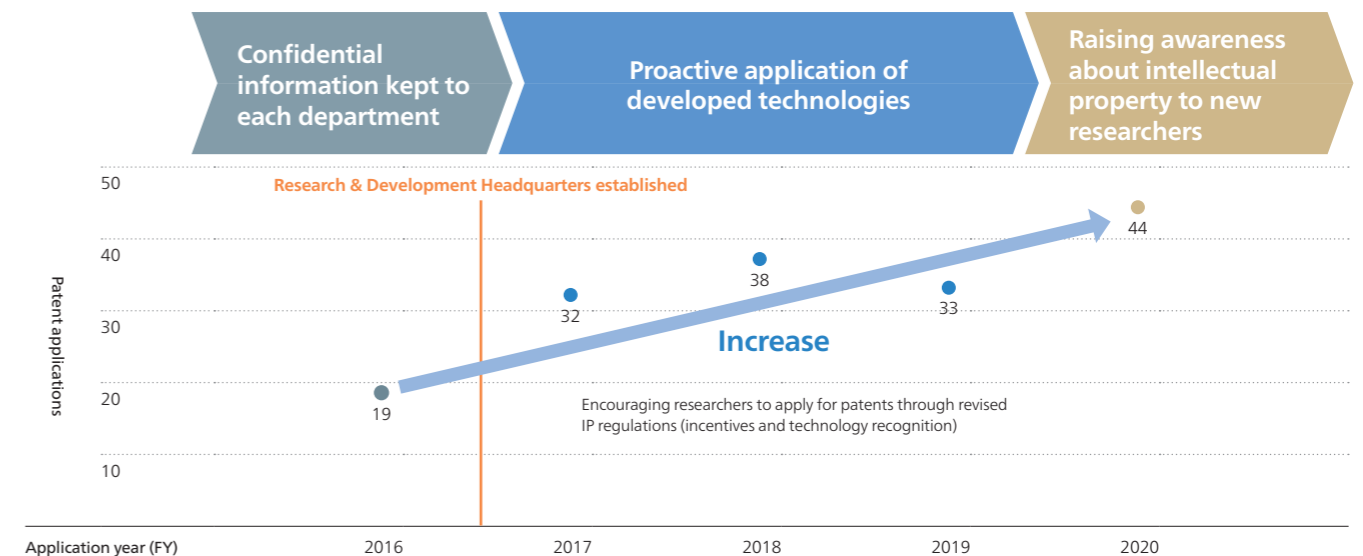 Confidential
information kept to
each department
Proactive application of
developed technologies
Raising awareness
about intellectual
property to new
researchers
50
Research & Development Headquarters established
40
44
38
30
32
33
Increase
20
19
Encouraging researchers to apply for patents through revised
IP regulations (incentives and technology recognition)
10
Patent applications
Application year (FY)
2016
2017
2018
2019
2020